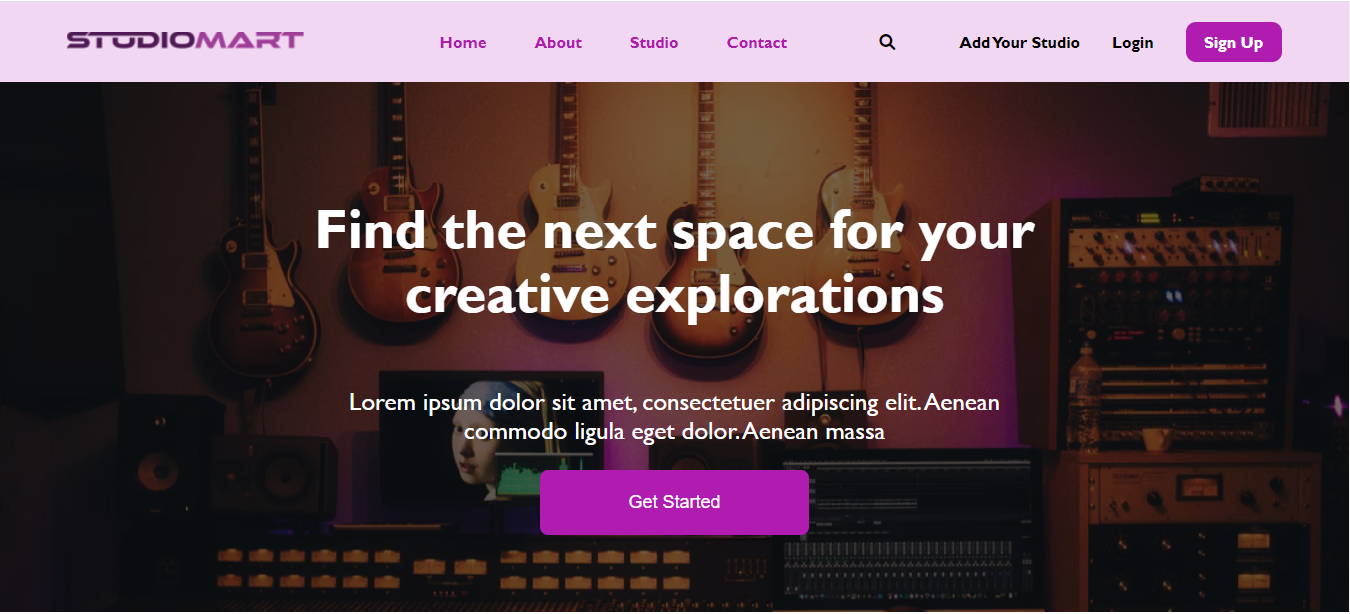 STUDIOMART
Home About Studio Contact Add Your Studio Login Sign Up
Find the next space for your
creative explorations
Lorem ipsum dolor sit amet, consectetuer adipiscing elit. Aenean
commodo ligula eget dolor. Aenean massa
Get Started